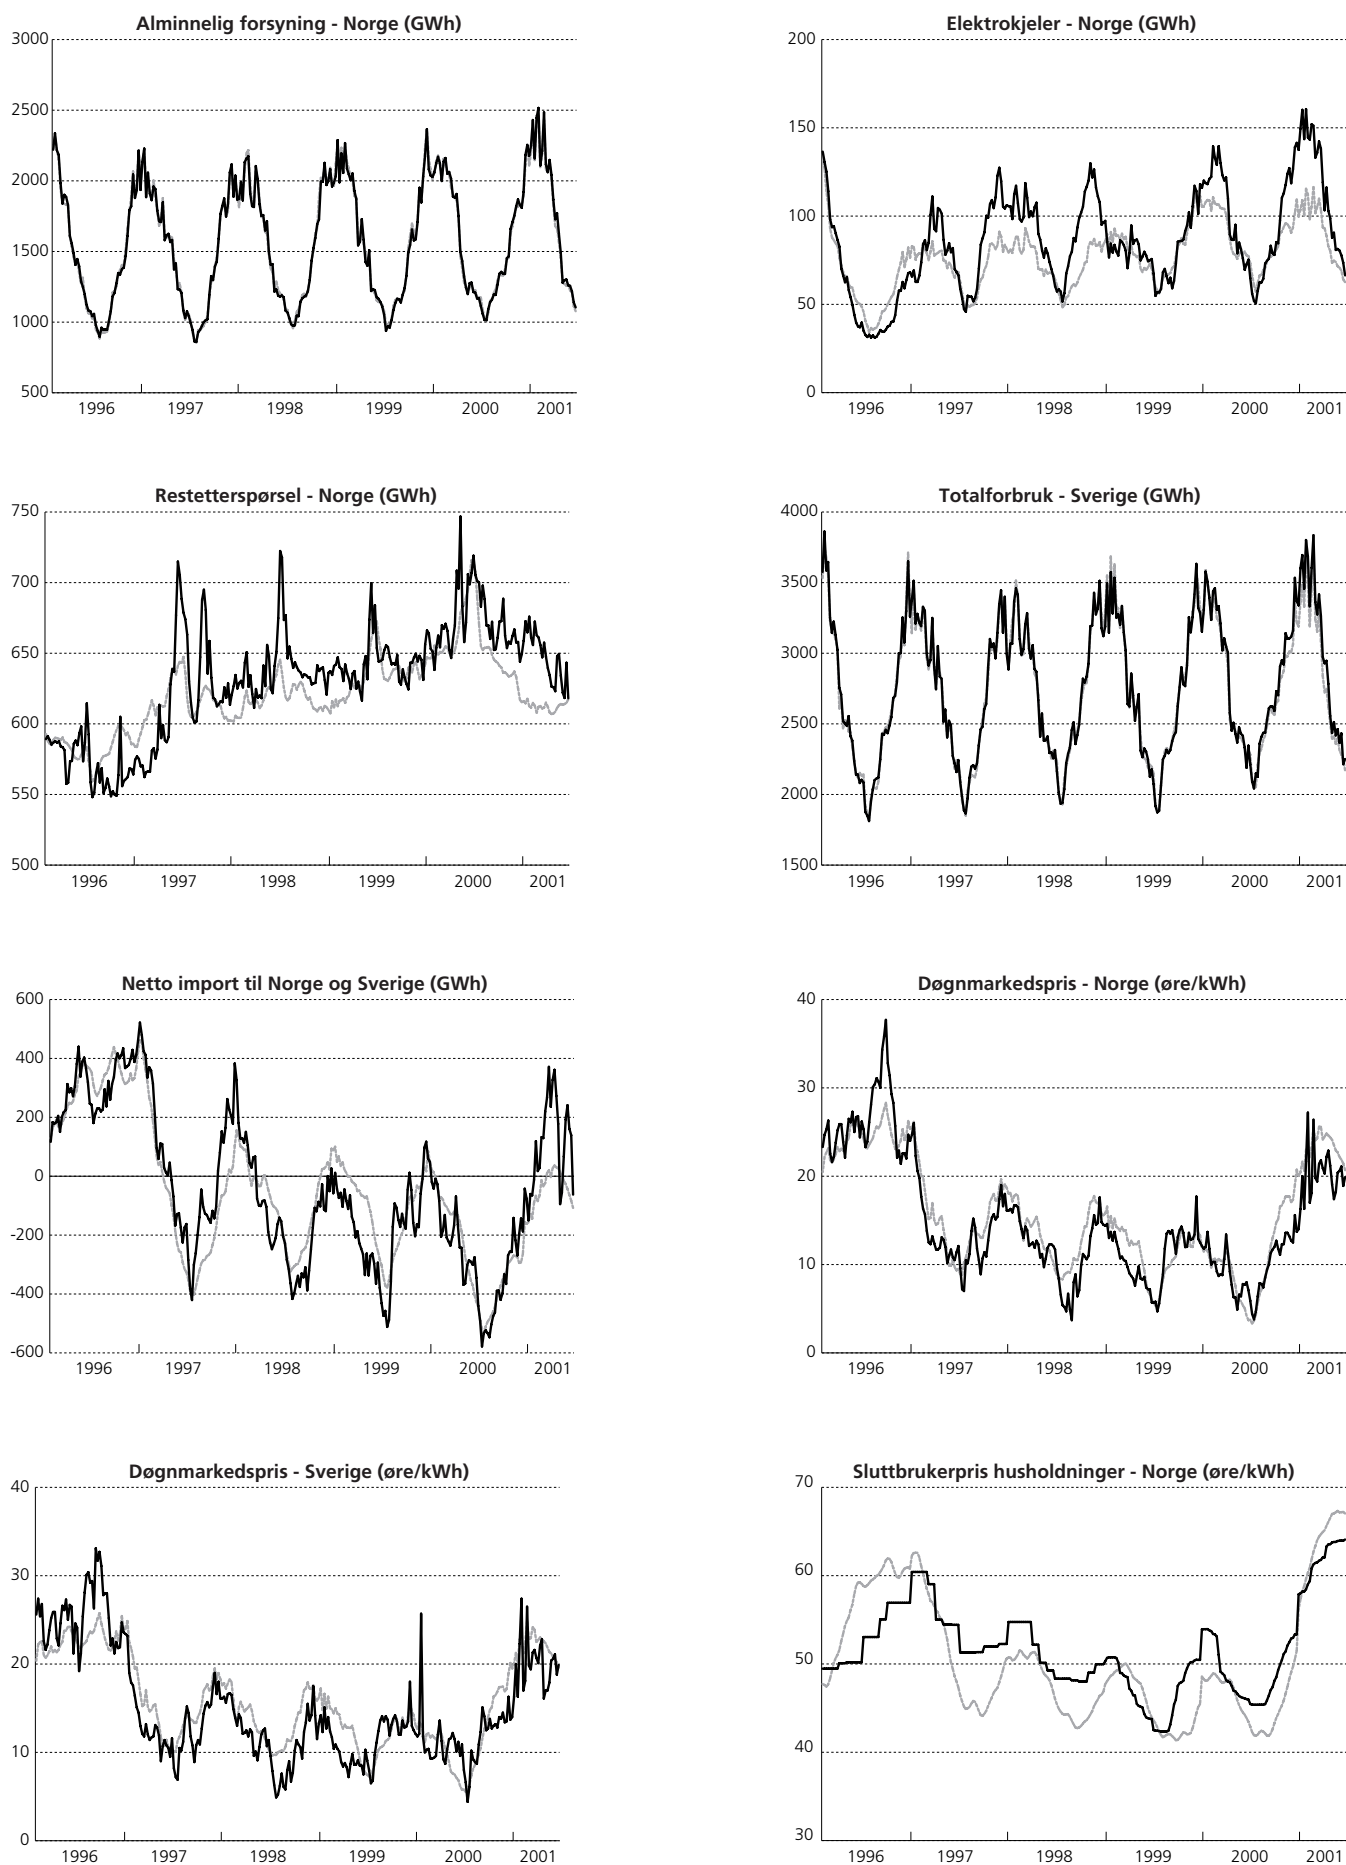 Alminnelig forsyning - Norge (GWh)
3000
2500
2000
1500
1000
500
1996 1997 1998 1999 2000 2001
Elektrokjeler - Norge (GWh)
200
150
100
50
0
1996 1997 1998 1999 2000 2001
Restetterspørsel - Norge (GWh)
750
700
650
600
550
500
1996 1997 1998 1999 2000 2001
Totalforbruk - Sverige (GWh)
4000
3500
3000
2500
2000
1500
1996 1997 1998 1999 2000 2001
Netto import til Norge og Sverige (GWh)
600
400
200
0
-200
-400
-600
1996 1997 1998 1999 2000 2001
Døgnmarkedspris - Norge (øre/kWh)
40
30
20
10
0
1996 1997 1998 1999 2000 2001
Døgnmarkedspris - Sverige (øre/kWh)
40
30
20
10
0
1996 1997 1998 1999 2000 2001
Sluttbrukerpris husholdninger - Norge (øre/kWh)
70
60
50
40
30
1996 1997 1998 1999 2000 2001